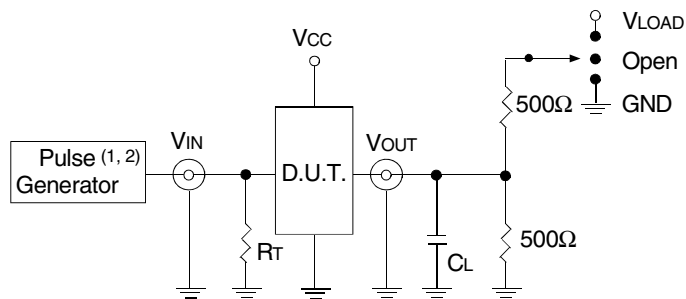 VLOAD
VCC
Open
500Ω
GND
VIN
VOUT
Pulse (1, 2)
Generator
D.U.T.
RT
CL
500Ω